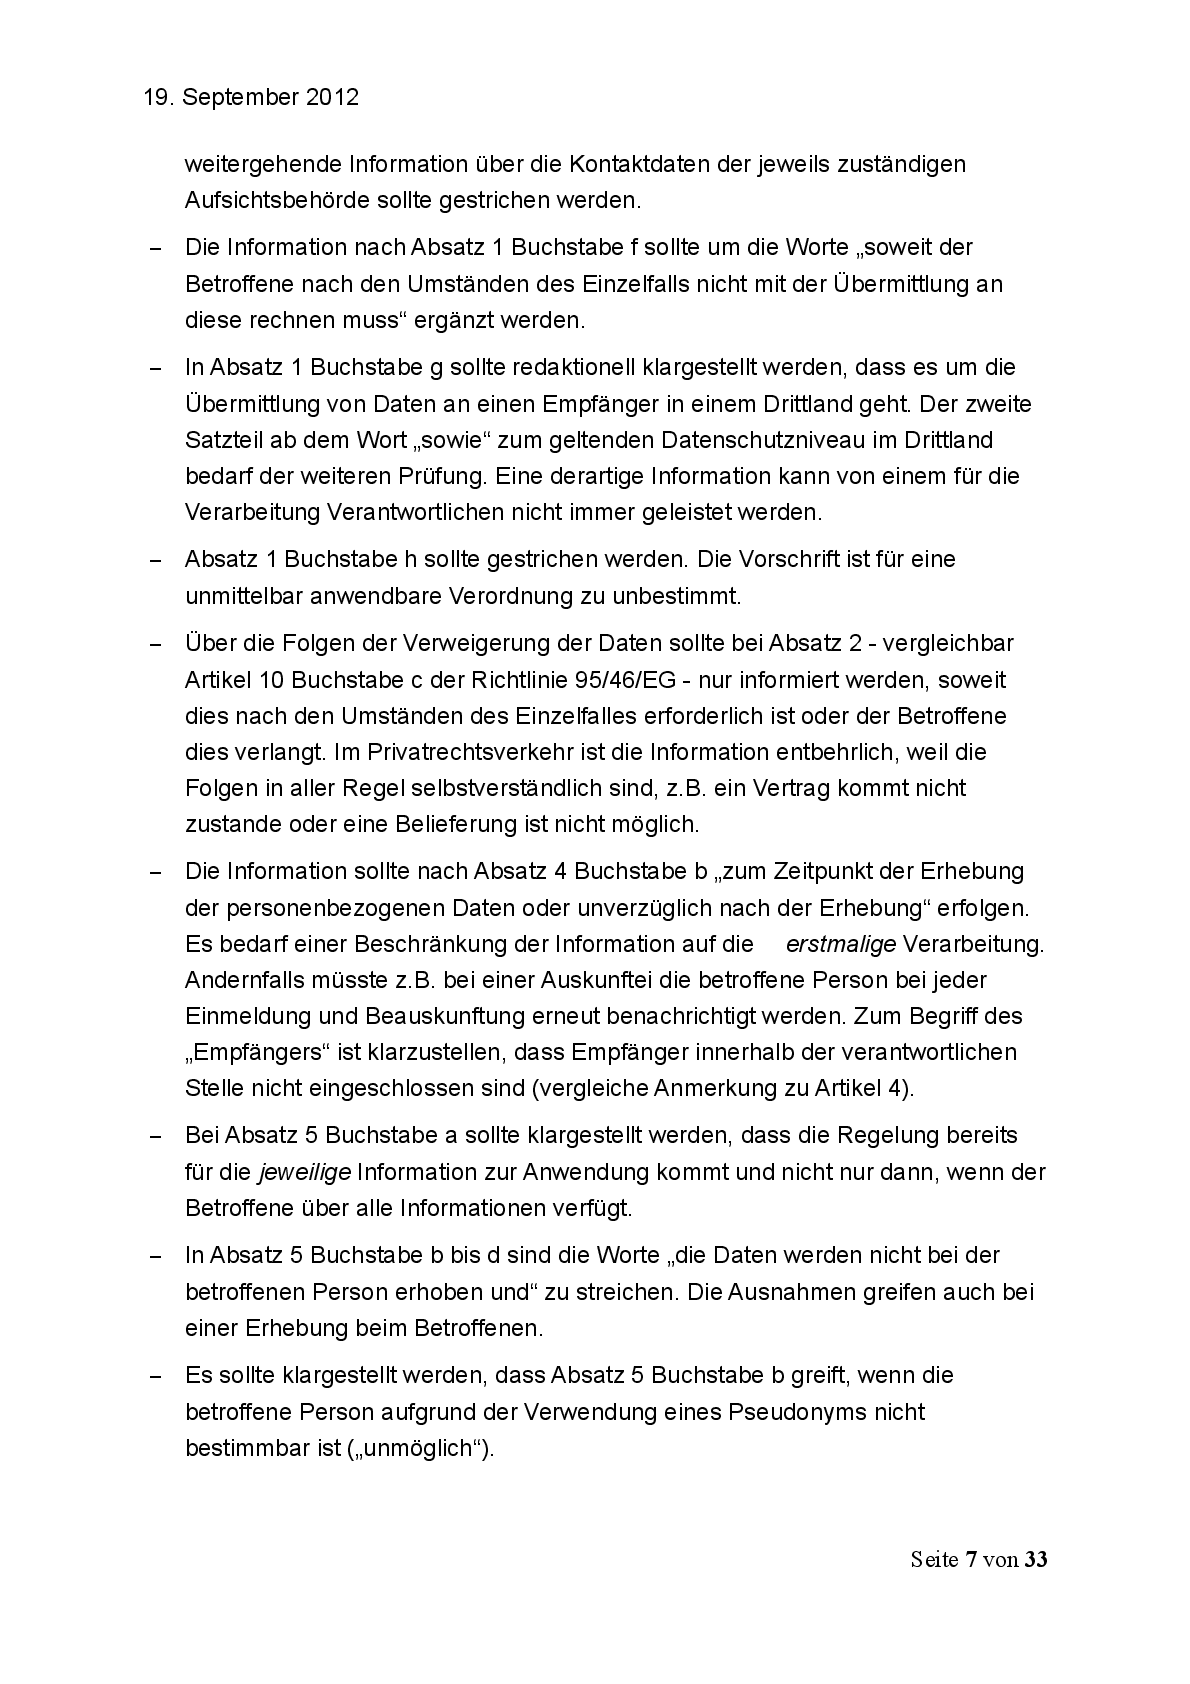 19. September 2012
weitergehende Information über die Kontaktdaten der jeweils zuständigen
Aufsichtsbehörde sollte gestrichen werden.
– Die Information nach Absatz 1 Buchstabe f sollte um die Worte „soweit der
Betroffene nach den Umständen des Einzelfalls nicht mit der Übermittlung an
diese rechnen muss“ ergänzt werden.
– In Absatz 1 Buchstabe g sollte redaktionell klargestellt werden, dass es um die
Übermittlung von Daten an einen Empfänger in einem Drittland geht. Der zweite
Satzteil ab dem Wort „sowie“ zum geltenden Datenschutzniveau im Drittland
bedarf der weiteren Prüfung. Eine derartige Information kann von einem für die
Verarbeitung Verantwortlichen nicht immer geleistet werden.
– Absatz 1 Buchstabe h sollte gestrichen werden. Die Vorschrift ist für eine
unmittelbar anwendbare Verordnung zu unbestimmt.
– Über die Folgen der Verweigerung der Daten sollte bei Absatz 2 - vergleichbar
Artikel 10 Buchstabe c der Richtlinie 95/46/EG - nur informiert werden, soweit
dies nach den Umständen des Einzelfalles erforderlich ist oder der Betroffene
dies verlangt. Im Privatrechtsverkehr ist die Information entbehrlich, weil die
Folgen in aller Regel selbstverständlich sind, z.B. ein Vertrag kommt nicht
zustande oder eine Belieferung ist nicht möglich.
– Die Information sollte nach Absatz 4 Buchstabe b „zum Zeitpunkt der Erhebung
der personenbezogenen Daten oder unverzüglich nach der Erhebung“ erfolgen.
Es bedarf einer Beschränkung der Information auf die erstmalige Verarbeitung.
Andernfalls müsste z.B. bei einer Auskunftei die betroffene Person bei jeder
Einmeldung und Beauskunftung erneut benachrichtigt werden. Zum Begriff des
„Empfängers“ ist klarzustellen, dass Empfänger innerhalb der verantwortlichen
Stelle nicht eingeschlossen sind (vergleiche Anmerkung zu Artikel 4).
– Bei Absatz 5 Buchstabe a sollte klargestellt werden, dass die Regelung bereits
für die jeweilige Information zur Anwendung kommt und nicht nur dann, wenn der
Betroffene über alle Informationen verfügt.
– In Absatz 5 Buchstabe b bis d sind die Worte „die Daten werden nicht bei der
betroffenen Person erhoben und“ zu streichen. Die Ausnahmen greifen auch bei
einer Erhebung beim Betroffenen.
– Es sollte klargestellt werden, dass Absatz 5 Buchstabe b greift, wenn die
betroffene Person aufgrund der Verwendung eines Pseudonyms nicht
bestimmbar ist („unmöglich“).
Seite 7 von 33